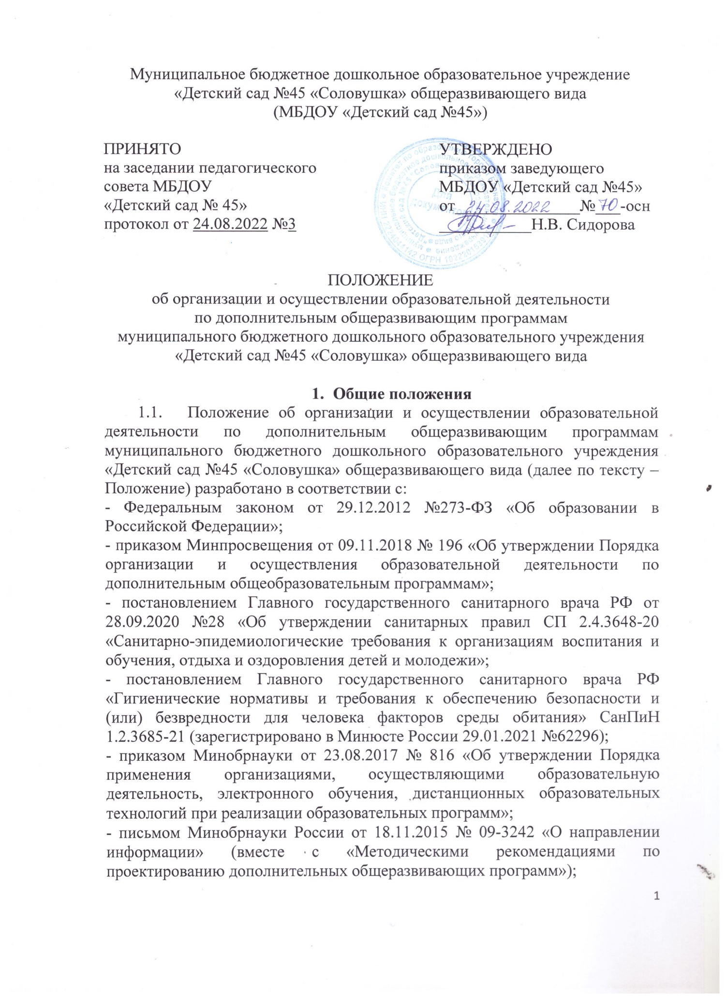 Муниципальное бюджетное дошкольное образовательное учреждение
«Детский сад №45 «Соловушка» общеразвивающего вида
(МБДОУ «Детский сад №45»)
ПРИНЯТО
на заседании педагогического
совета МБДОУ
«Детский сад № 45»
протокол от 24.08.2022 №3
УТВЕРЖДЕНО
приказом заведующего
МБДОУ «Детский сад №45»
от 24.08.2022 № 70-осн
Н.В. Сидорова
Для
документов
ПОЛОЖЕНИЕ
об организации и осуществлении образовательной деятельности
по дополнительным общеразвивающим программам
муниципального бюджетного дошкольного образовательного учреждения
«Детский сад №45 «Соловушка» общеразвивающего вида
1. Общие положения
1.1. Положение об организации и осуществлении образовательной
деятельности по дополнительным общеразвивающим программам
муниципального бюджетного дошкольного образовательного учреждения
«Детский сад №45 «Соловушка» общеразвивающего вида (далее по тексту –
Положение) разработано в соответствии с:
- Федеральным законом от 29.12.2012 №273-ФЗ «Об образовании в
Российской Федерации»;
- приказом Минпросвещения от 09.11.2018 № 196 «Об утверждении Порядка
организации и осуществления образовательной деятельности по
дополнительным общеобразовательным программам»;
- постановлением Главного государственного санитарного врача РФ от
28.09.2020 №28 «Об утверждении санитарных правил СП 2.4.3648-20
«Санитарно-эпидемиологические требования к организациям воспитания и
обучения, отдыха и оздоровления детей и молодежи»;
- постановлением Главного государственного санитарного врача РФ
«Гигиенические нормативы и требования к обеспечению безопасности и
(или) безвредности для человека факторов среды обитания» СанПиН
1.2.3685-21 (зарегистрировано в Минюсте России 29.01.2021 №62296);
- приказом Минобрнауки от 23.08.2017 № 816 «Об утверждении Порядка
применения организациями, осуществляющими образовательную
деятельность, электронного обучения, дистанционных образовательных
технологий при реализации образовательных программ»;
- письмом Минобрнауки России от 18.11.2015 № 09-3242 «О направлении
информации» (вместе с «Методическими рекомендациями по
проектированию дополнительных общеразвивающих программ»);
1